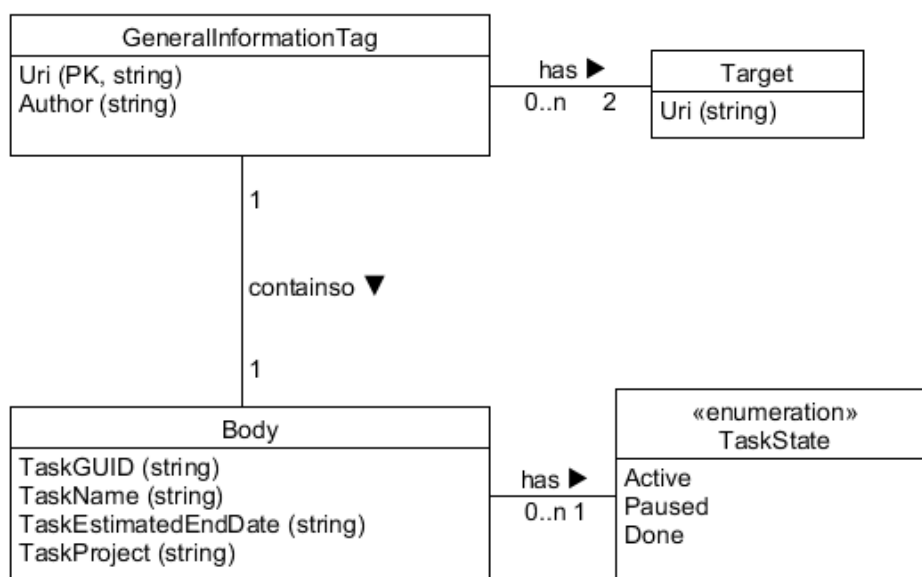 GeneralInformationTag
Uri (PK, string)
Author (string)
has ▶
0..n 2
Target
Uri (string)
1
containso ▼
1
Body
TaskGUID (string)
TaskName (string)
TaskEstimatedEndDate (string)
TaskProject (string)
has ▶
0..n 1
«enumeration»
TaskState
Active
Paused
Done